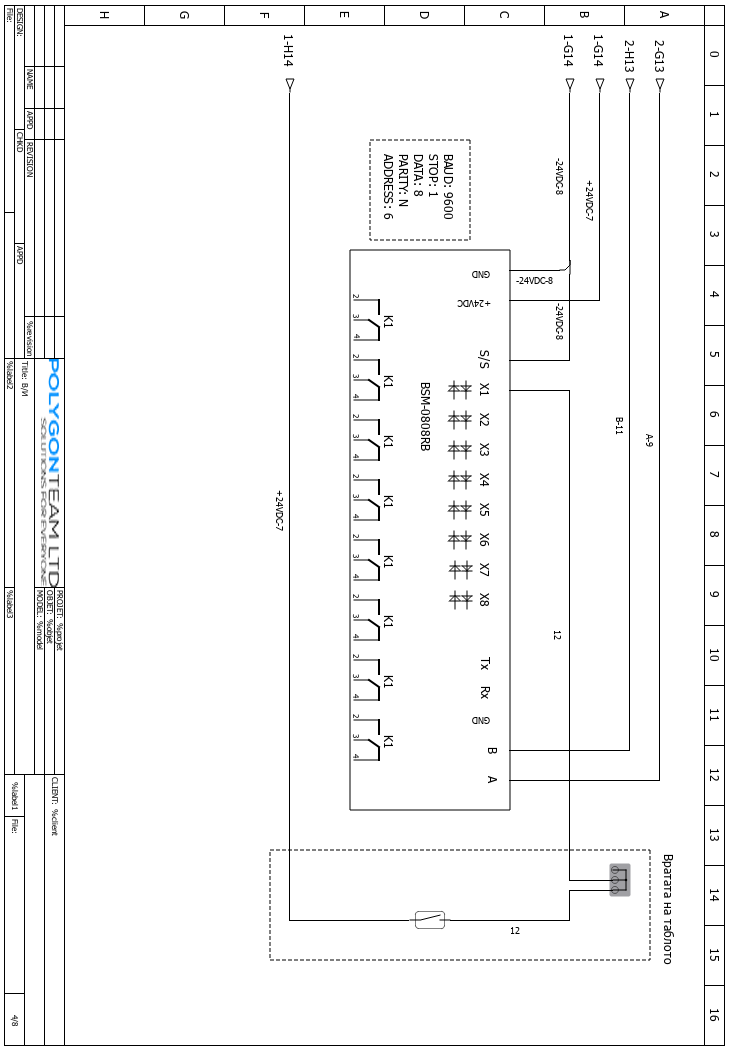 0
1
2
3
4
5
6
7
8
9
10
11
12
13
14
15
16
A
B
C
D
E
F
G
H
2-G13
2-H13
1-G14
1-G14
1-H14
A-9
B-11
+24VDC-7
-24VDC-8
-24VDC-8
-24VDC-8
12
12
+24VDC-7
BAUD: 9600
STOP: 1
DATA: 8
PARITY: N
ADDRESS: 6
GND
+24VDC
S/S
X1
X2
X3
X4
X5
X6
X7
X8
Tx
Rx
GND
B
A
BSM-0808RB
K1
2
3
4
K1
2
3
4
K1
2
3
4
K1
2
3
4
K1
2
3
4
K1
2
3
4
K1
2
3
4
K1
2
3
4
Вратата на таблото
NAME
APPD
REVISION
%revision
DESIGN:
CHKD
APPD
File:
POLYGONTEAM LTD
SOLUTIONS FOR EVERYONE
Title: В/И
%label2
PROJET: %projet
OBJET: %objet
MODEL: %model
%label3
CLIENT: %client
%label1
File:
4/8